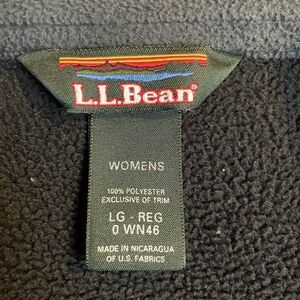 L.L.Bean®
WOMENS
100% POLYESTER
EXCLUSIVE OF TRIM
LG - REG
0 WN46
MADE IN NICARAGUA
OF U.S. FABRICS